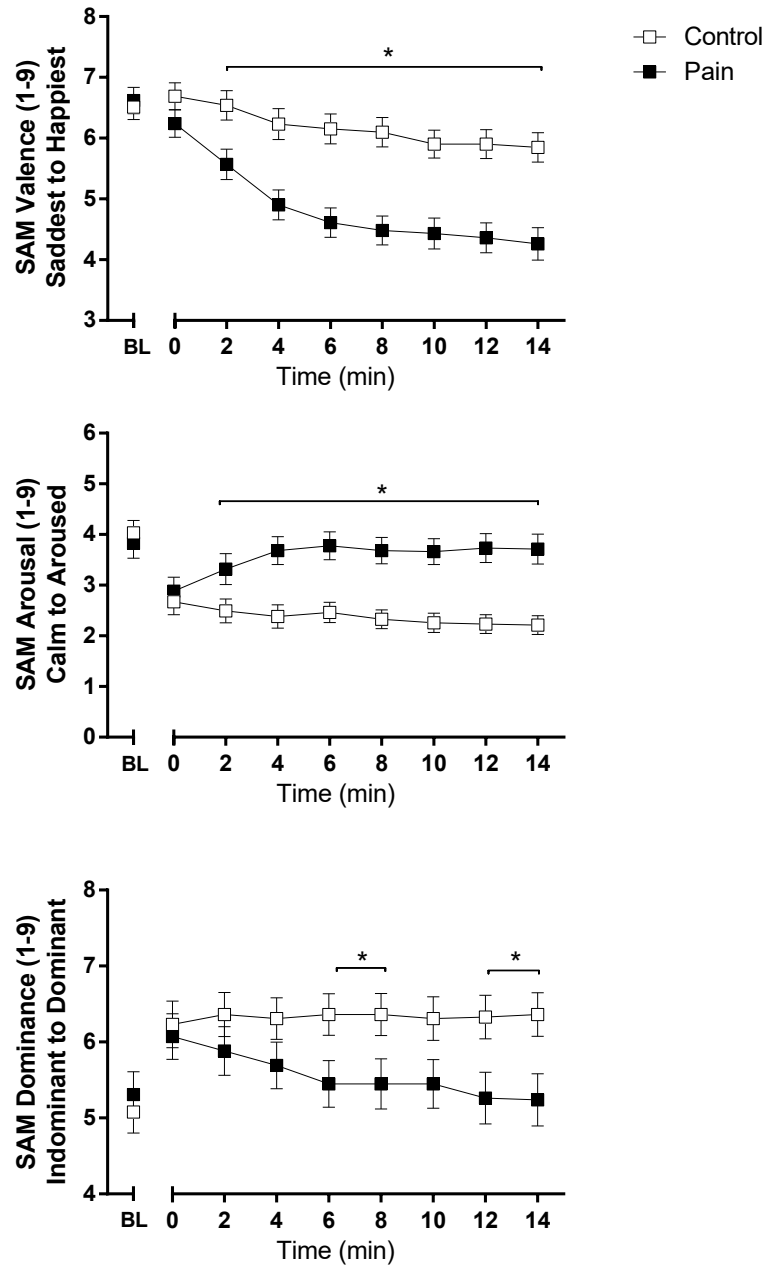 Control
Pain
SAM Valence (1-9)
Saddest to Happiest
8
7
6
5
4
3
*
BL 0 2 4 6 8 10 12 14
Time (min)
SAM Arousal (1-9)
Calm to Aroused
6
5
4
3
2
1
0
*
BL 0 2 4 6 8 10 12 14
Time (min)
SAM Dominance (1-9)
Indominant to Dominant
8
7
6
5
4
* *
BL 0 2 4 6 8 10 12 14
Time (min)